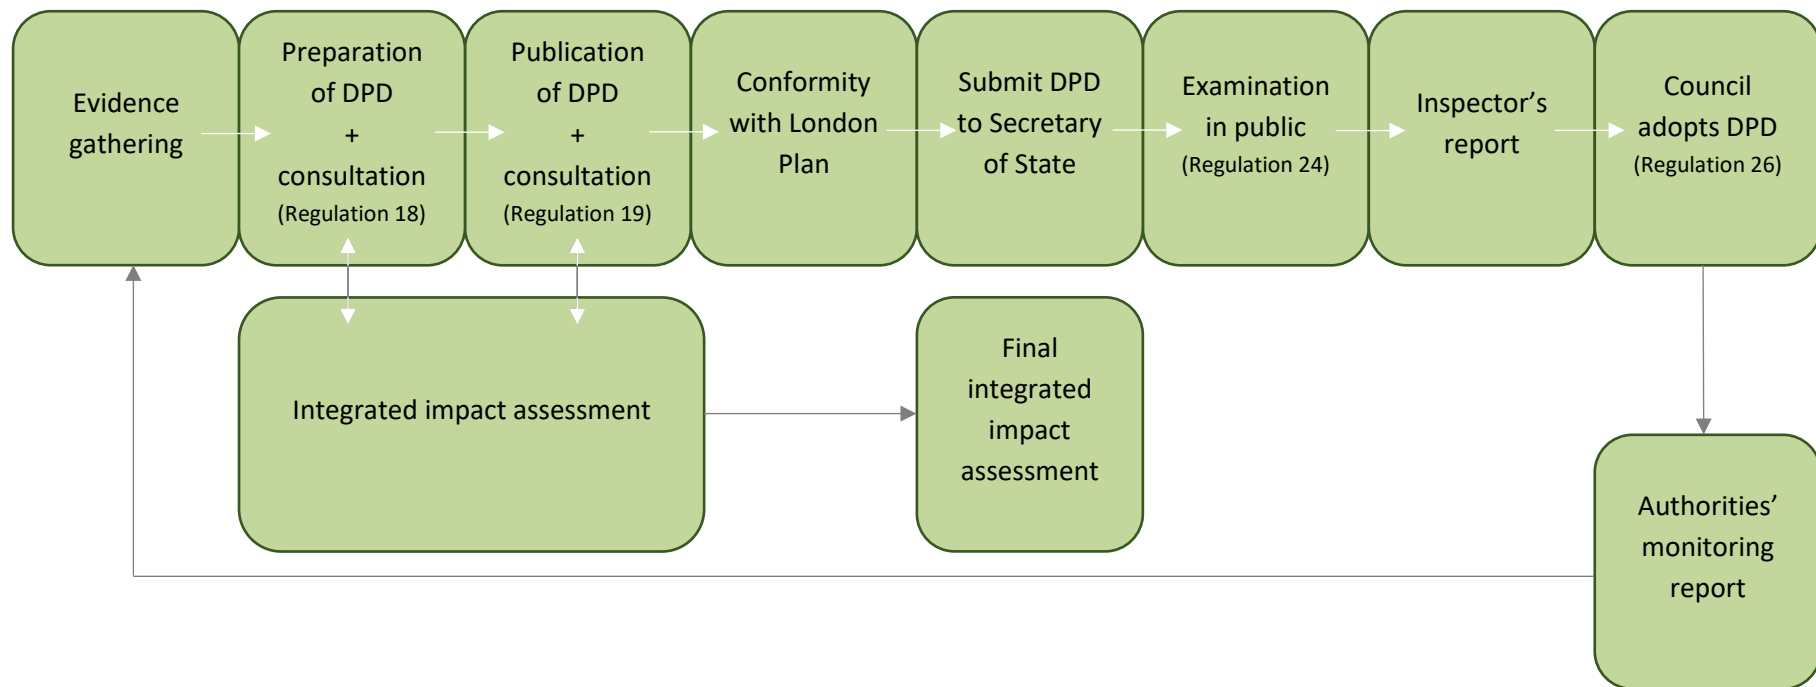 Evidence
gathering
Preparation
of DPD
+
consultation
(Regulation 18)
Publication
of DPD
+
consultation
(Regulation 19)
Conformity
with London
Plan
Submit DPD
to Secretary
of State
Examination
in public
(Regulation 24)
Inspector’s
report
Council
adopts DPD
(Regulation 26)
Integrated impact assessment
Final
integrated
impact
assessment
Authorities’
monitoring
report